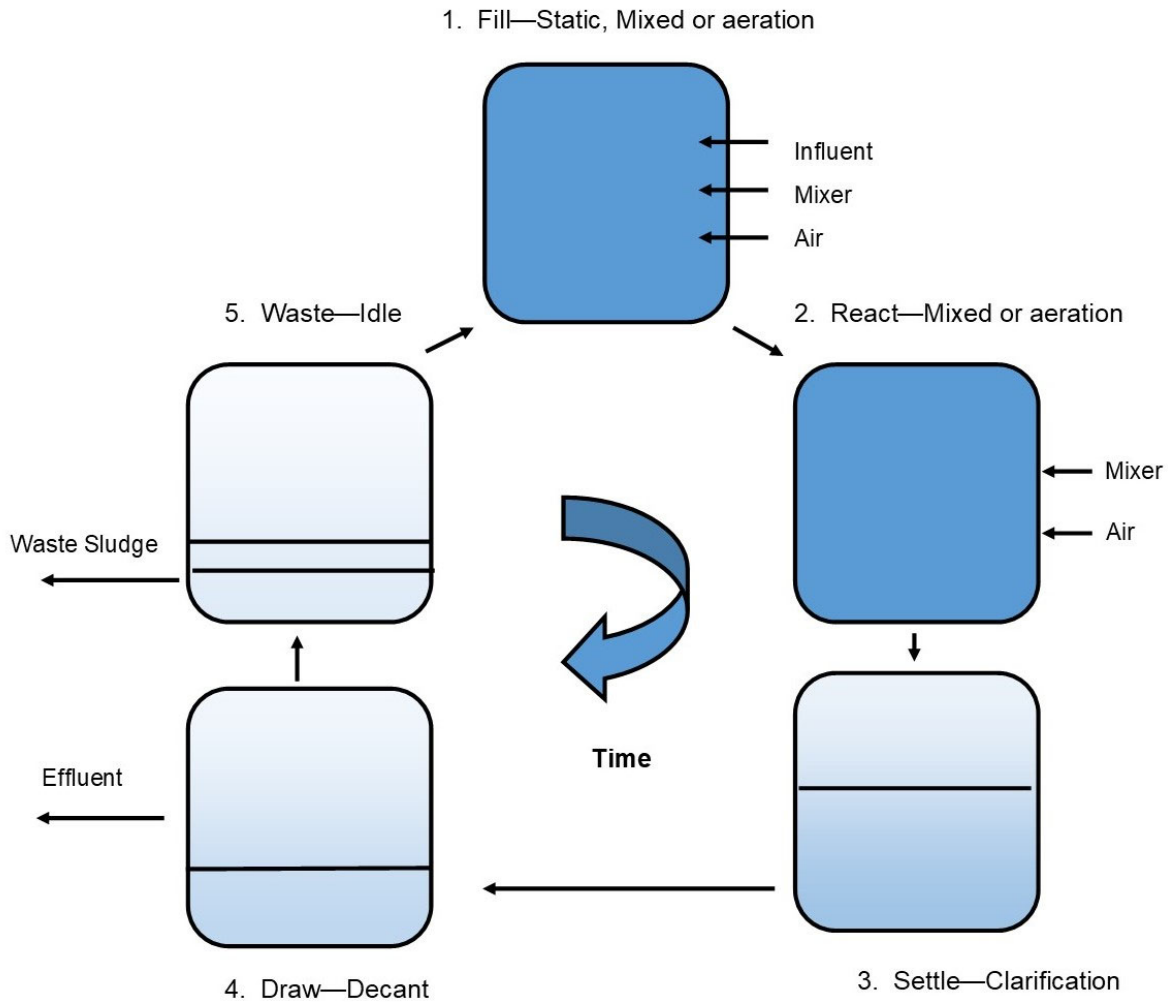 1. Fill—Static, Mixed or aeration
Influent
Mixer
Air
2. React—Mixed or aeration
Mixer
Air
3. Settle—Clarification
4. Draw—Decant
Effluent
5. Waste—Idle
Waste Sludge
Time